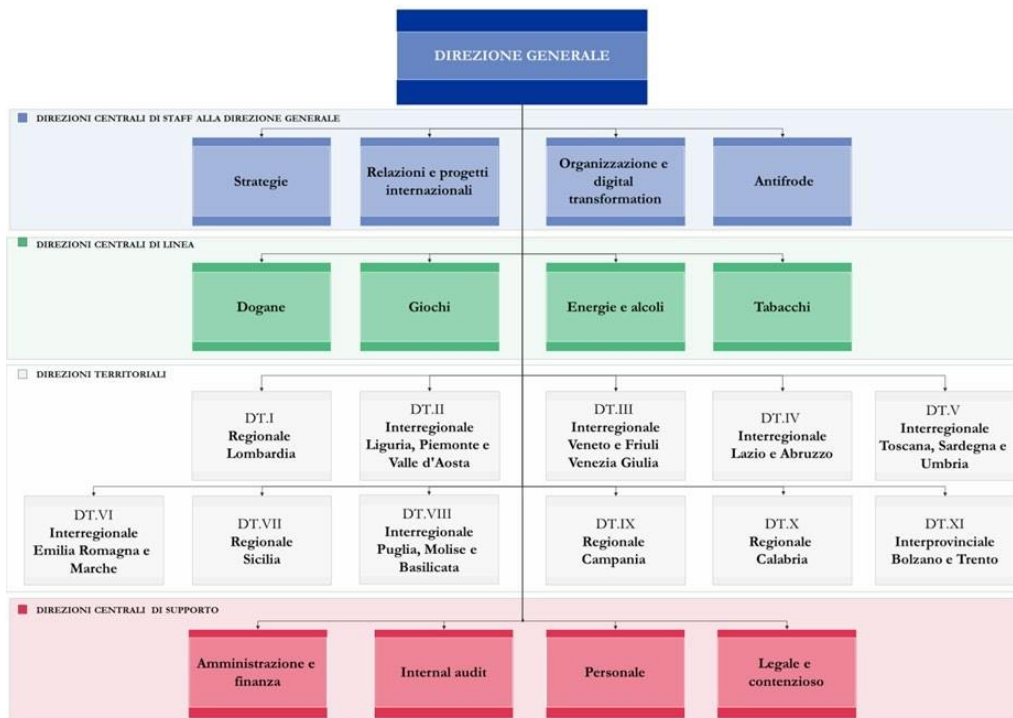 DIREZIONE GENERALE
DIREZIONI CENTRALI DI STAFF ALLA DIREZIONE GENERALE
Strategie
Relazioni e progetti
internazionali
Organizzazione e
digital
transformation
Antifrode
DIREZIONI CENTRALI DI LINEA
Dogane
Giochi
Energie e alcoli
Tabacchi
DIREZIONI TERRITORIALI
DT.I
Regionale
Lombardia
DT.II
Interregionale
Liguria, Piemonte e
Valle d'Aosta
DT.III
Interregionale
Veneto e Friuli
Venezia Giulia
DT.IV
Interregionale
Lazio e Abruzzo
DT.V
Interregionale
Toscana, Sardegna e
Umbria
DT.VI
Interregionale
Emilia Romagna e
Marche
DT.VII
Regionale
Sicilia
DT.VIII
Interregionale
Puglia, Molise e
Basilicata
DT.IX
Regionale
Campania
DT.X
Regionale
Calabria
DT.XI
Interprovinciale
Bolzano e Trento
DIREZIONI CENTRALI DI SUPPORTO
Amministrazione e
finanza
Internal audit
Personale
Legale e
contenzioso